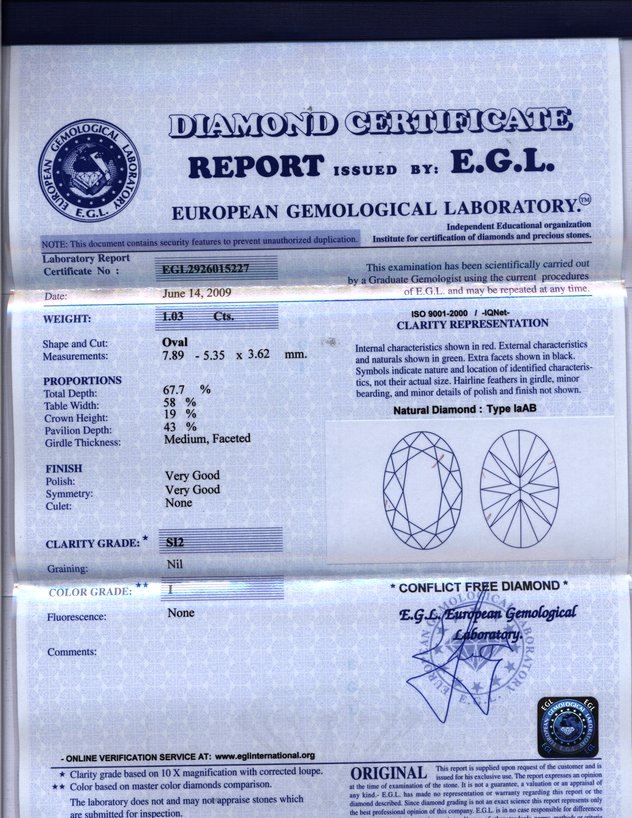 DIAMOND CERTIFICATE
REPORT ISSUED BY: E.G.L.
EUROPEAN GEMOLOGICAL LABORATORY.™
EUROPEAN GEMOLOGICAL LABORATORY
E.G.L.
Independent Educational organization
Institute for certification of diamonds and precious stones.
NOTE: This document contains security features to prevent unauthorized duplication.
Laboratory Report
Certificate No : EGL2926015227
Date: June 14, 2009
This examination has been scientifically carried out
by a Graduate Gemologist using the current procedures
of E.G.L. and may be repeated at any time.
WEIGHT: 1.03 Cts.
Shape and Cut: Oval
Measurements: 7.89 - 5.35 x 3.62 mm.
PROPORTIONS
Total Depth: 67.7 %
Table Width: 58 %
Crown Height: 19 %
Pavilion Depth: 43 %
Girdle Thickness: Medium, Faceted
FINISH
Polish: Very Good
Symmetry: Very Good
Culet: None
CLARITY GRADE: * SI2
Graining: Nil
COLOR GRADE: ** I
Fluorescence: None
Comments:
ISO 9001-2000 / -IQNet-
CLARITY REPRESENTATION
Internal characteristics shown in red. External characteristics
and naturals shown in green. Extra facets shown in black.
Symbols indicate nature and location of identified characteris-
tics, not their actual size. Hairline feathers in girdle, minor
bearding, and minor details of polish and finish not shown.
Natural Diamond : Type IaAB
* CONFLICT FREE DIAMOND *
E.G.L. European Gemological
Laboratory.
EUROPEAN GEMOLOGICAL LABORATORY
E.G.L.
EGL
EGL
E.G.L.
- ONLINE VERIFICATION SERVICE AT: www.eglinternational.org
★ Clarity grade based on 10 X magnification with corrected loupe.
★★ Color based on master color diamonds comparison.
The laboratory does not and may not appraise stones which
are submitted for inspection.
ORIGINAL This report is supplied upon request of the customer and is
issued for his exclusive use. The report expresses an opinion
at the time of examination of the stone. It is not a guarantee, a valuation or an appraisal of
any kind.- E.G.L. has made no representation or warranty regarding this report or the
diamond described. Since diamond grading is not an exact science this report represents only
the best professional opinion of this company. E.G.L. is in no case responsible for differences